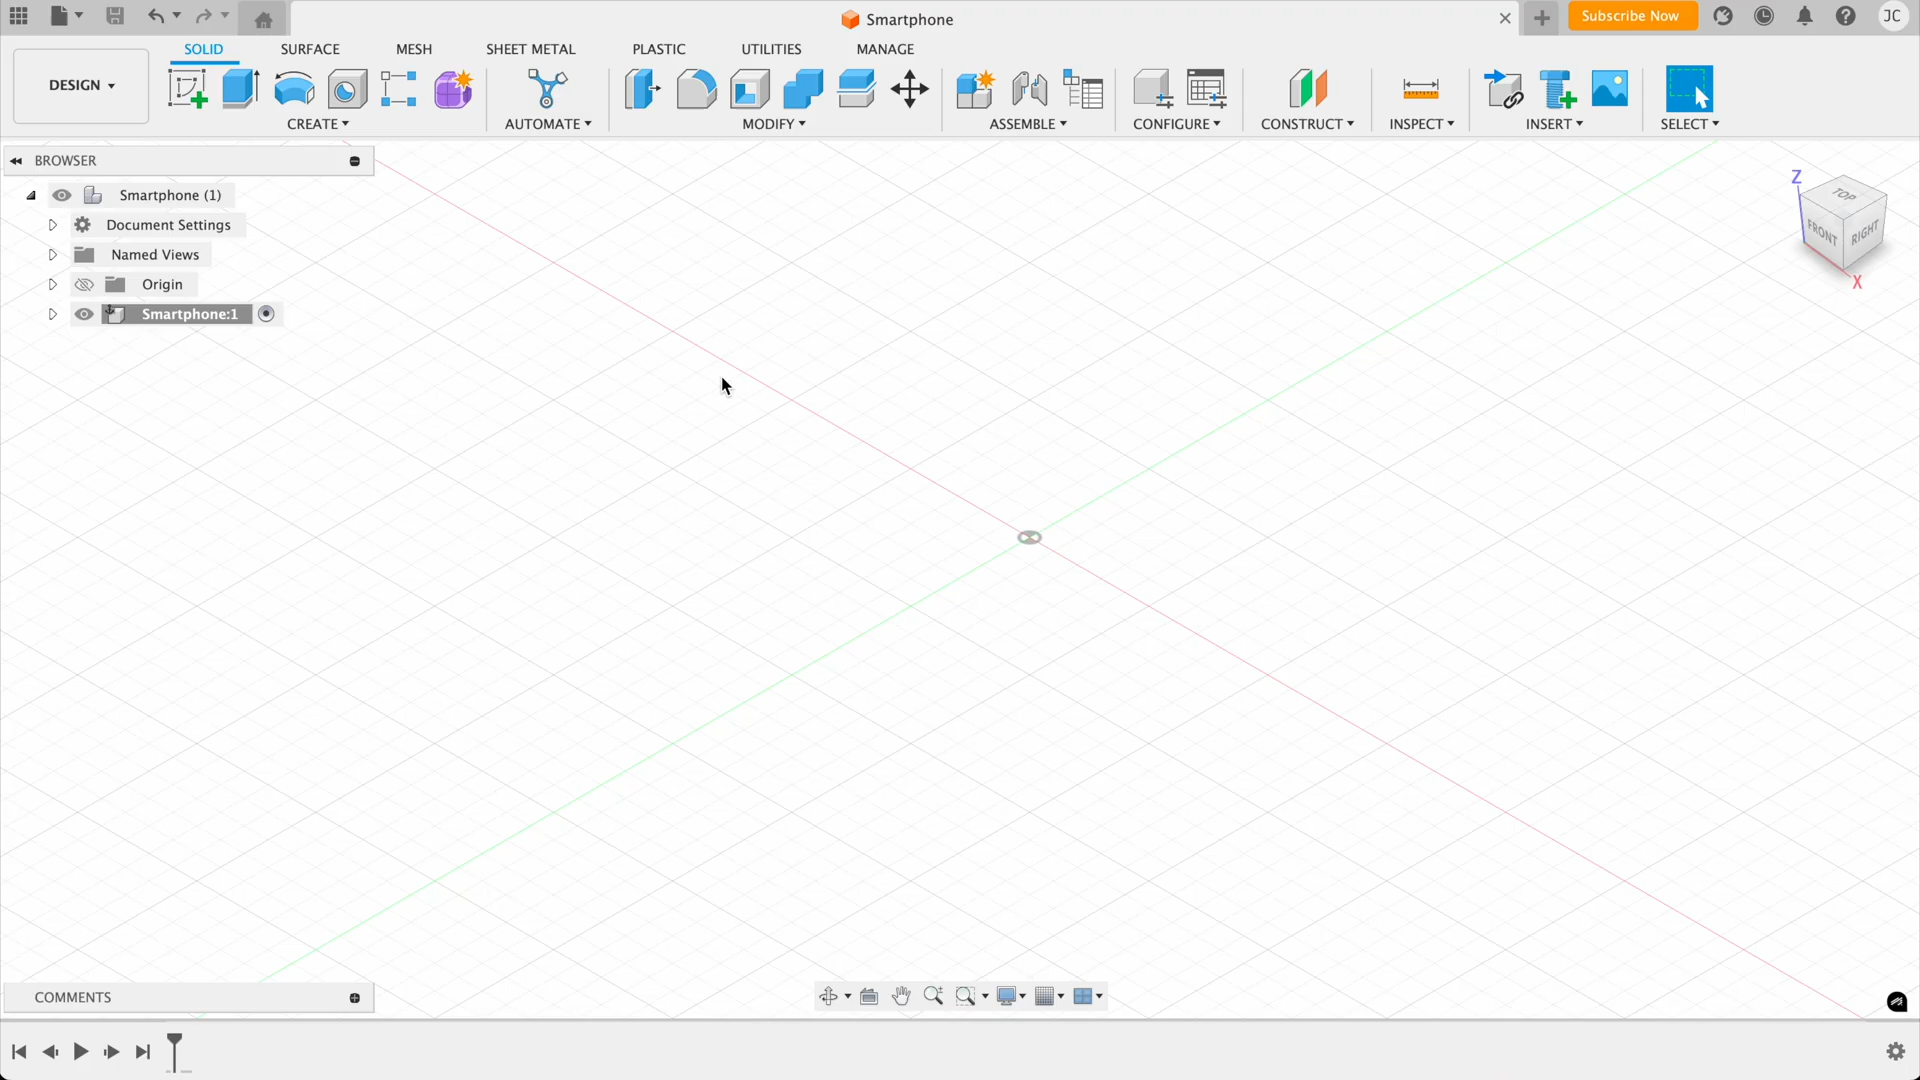 Smartphone
Subscribe Now
JC
DESIGN
SOLID
SURFACE
MESH
SHEET METAL
PLASTIC
UTILITIES
MANAGE
CREATE
AUTOMATE
MODIFY
ASSEMBLE
CONFIGURE
CONSTRUCT
INSPECT
INSERT
SELECT
BROWSER
Smartphone (1)
Document Settings
Named Views
Origin
Smartphone:1
Z
TOP
FRONT
RIGHT
X
COMMENTS